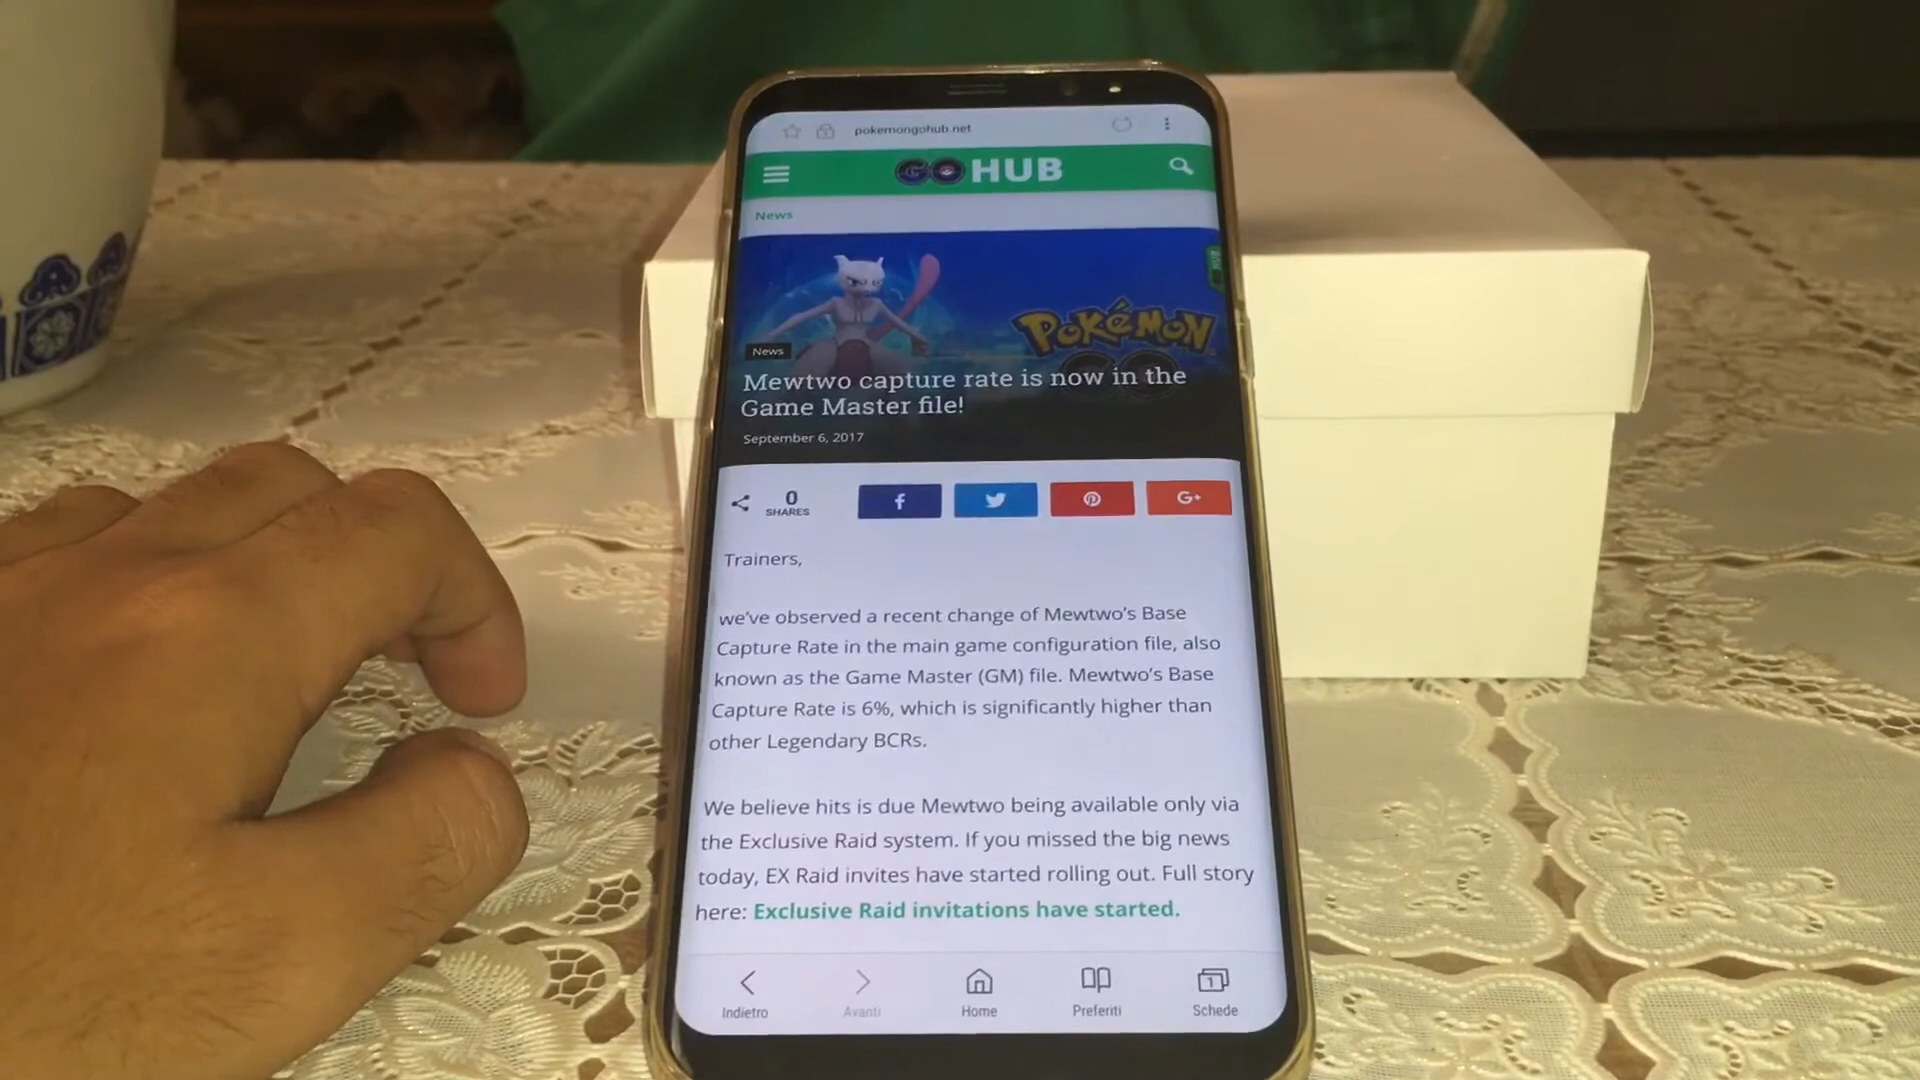 pokemongohub.net
GO HUB
News
POKÉMON
GO
News
Mewtwo capture rate is now in the
Game Master file!
September 6, 2017
0
SHARES
G+
Trainers,
we've observed a recent change of Mewtwo's Base
Capture Rate in the main game configuration file, also
known as the Game Master (GM) file. Mewtwo's Base
Capture Rate is 6%, which is significantly higher than
other Legendary BCRs.
We believe hits is due Mewtwo being available only via
the Exclusive Raid system. If you missed the big news
today, EX Raid invites have started rolling out. Full story
here: Exclusive Raid invitations have started.
1
Indietro
Avanti
Home
Preferiti
Schede